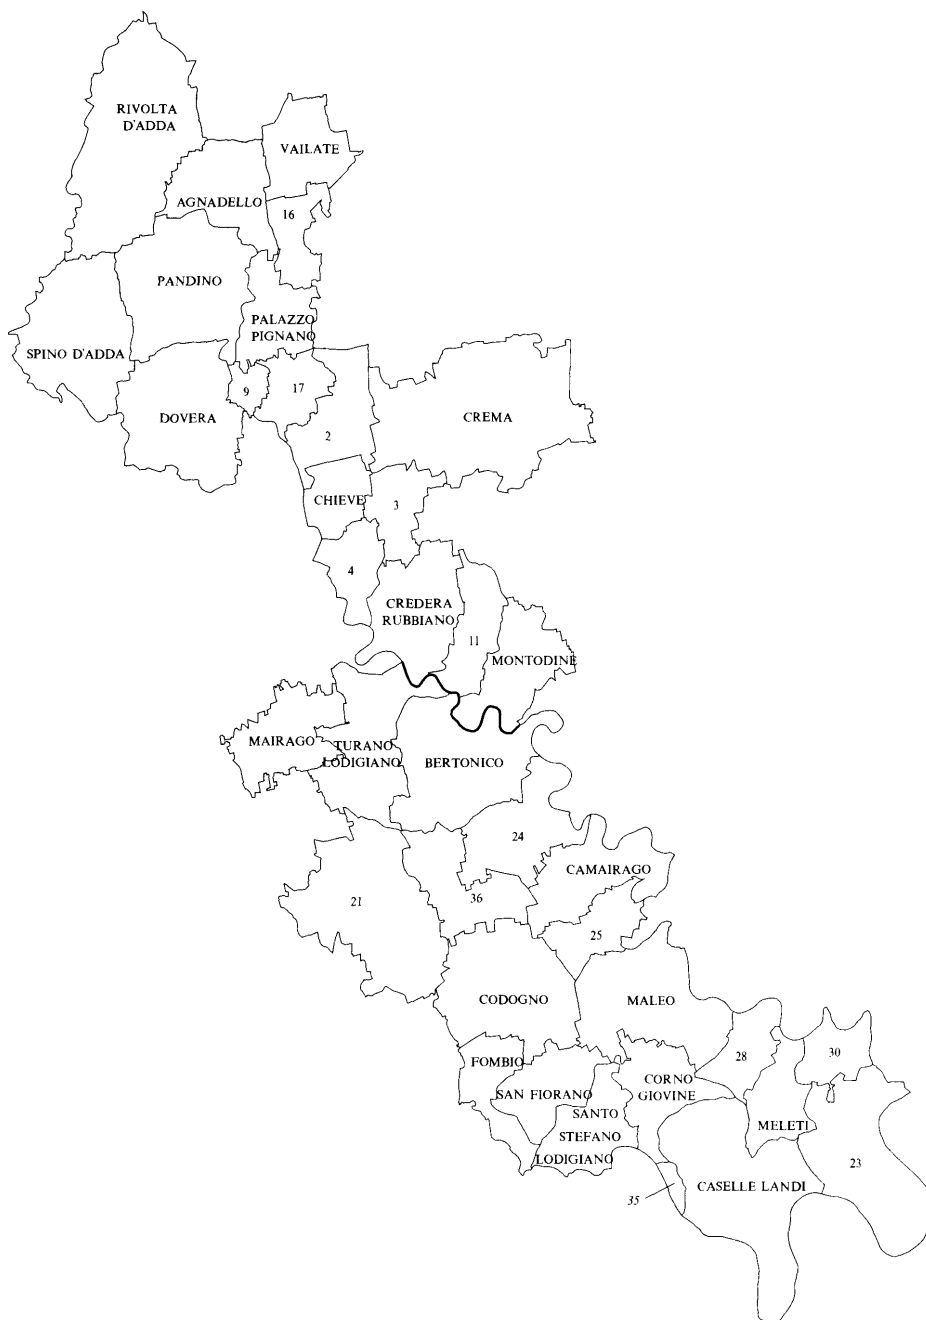 RIVOLTA
D'ADDA
VAILATE
AGNADELLO
16
PANDINO
PALAZZO
PIGNANO
SPINO D'ADDA
9
17
DOVERA
CREMA
2
CHIEVE
3
4
CREDERA
RUBBIANO
11
MONTODINE
MAIRAGO
TURANO
LODIGIANO
BERTONICO
24
CAMAIRAGO
21
36
25
CODOGNO
MALEO
28
30
FOMBIO
CORNO
GIOVINE
SAN FIORANO
SANTO
STEFANO
LODIGIANO
MELETI
23
CASELLE LANDI
35